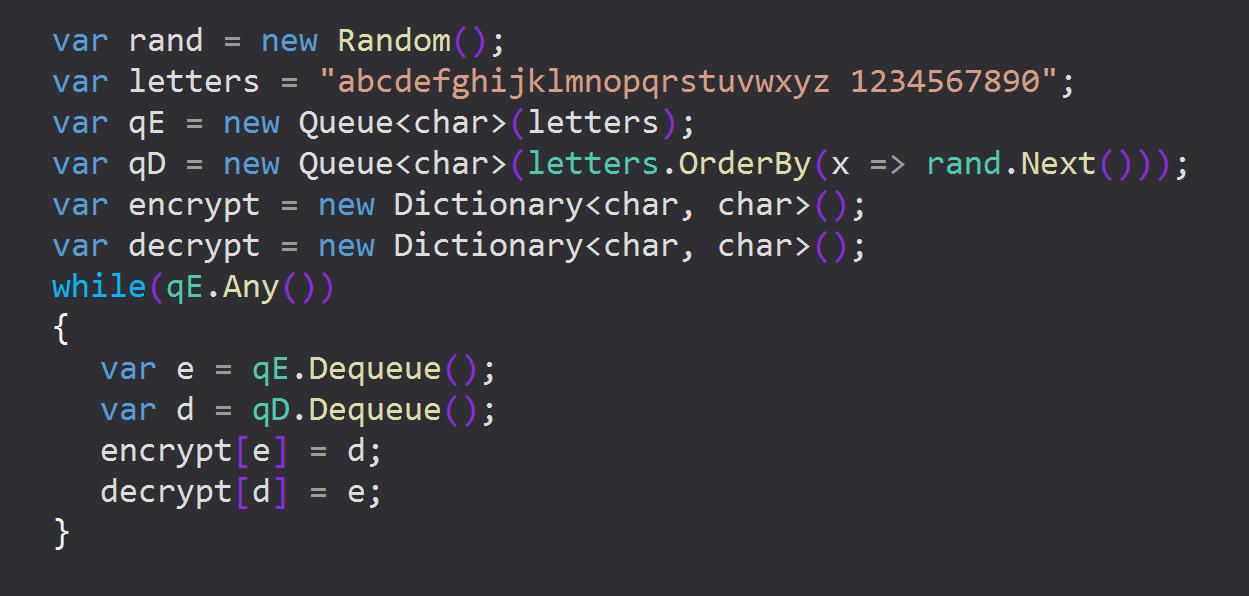 var rand = new Random();
var letters = "abcdefghijklmnopqrstuvwxyz 1234567890";
var qE = new Queue<char>(letters);
var qD = new Queue<char>(letters.OrderBy(x => rand.Next()));
var encrypt = new Dictionary<char, char>();
var decrypt = new Dictionary<char, char>();
while(qE.Any())
{
var e = qE.Dequeue();
var d = qD.Dequeue();
encrypt[e] = d;
decrypt[d] = e;
}